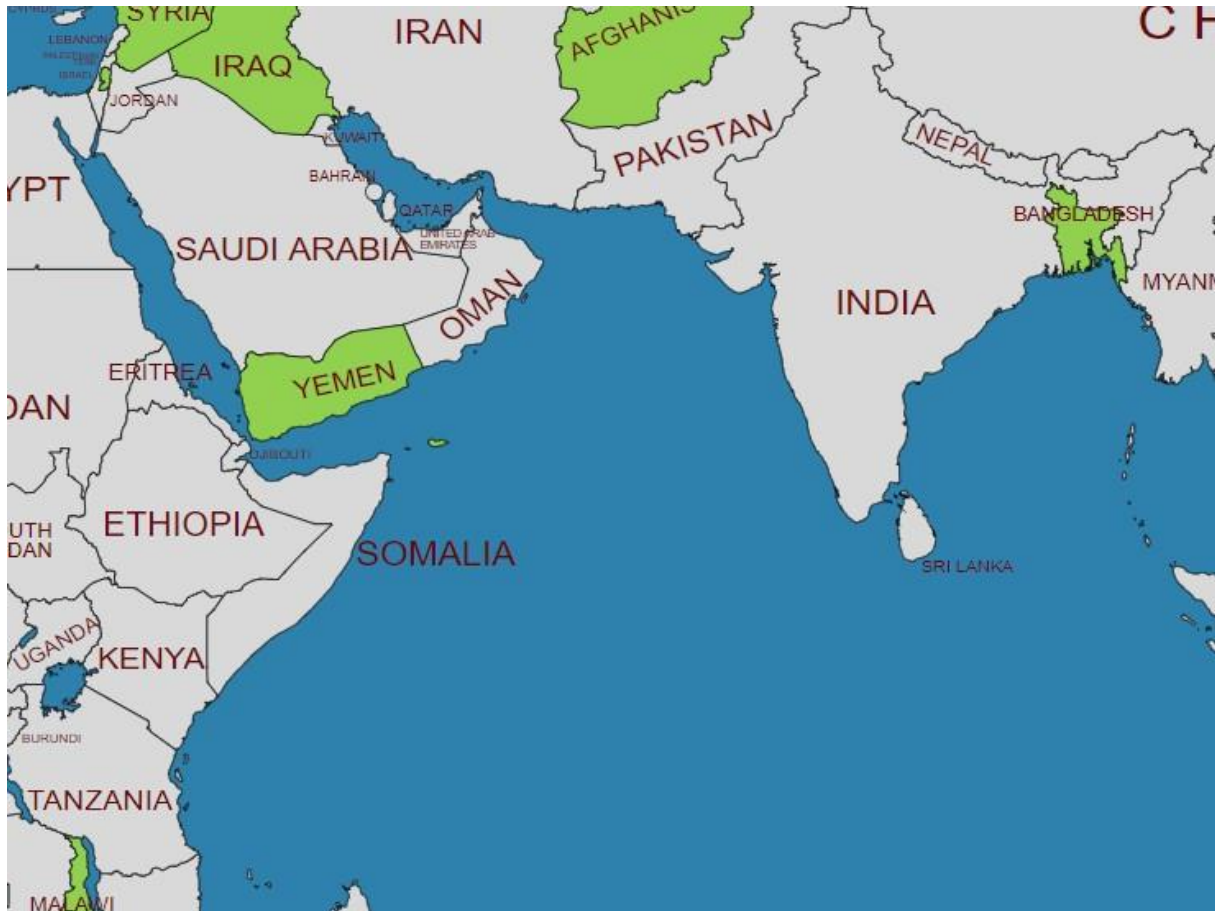 SYRIA
C H
IRAN
AFGHANIS
LEBANON
IRAQ
ISRAEL
JORDAN
KUWAIT
PAKISTAN
NEPAL
BAHRAIN
YPT
QATAR
BANGLADESH
UNITED ARAB
EMIRATES
SAUDI ARABIA
OMAN
INDIA
MYANM
ERITREA
YEMEN
DAN
DJIBOUTI
ETHIOPIA
UTH
DAN
SOMALIA
SRI LANKA
UGANDA
KENYA
BURUNDI
TANZANIA
MALAWI